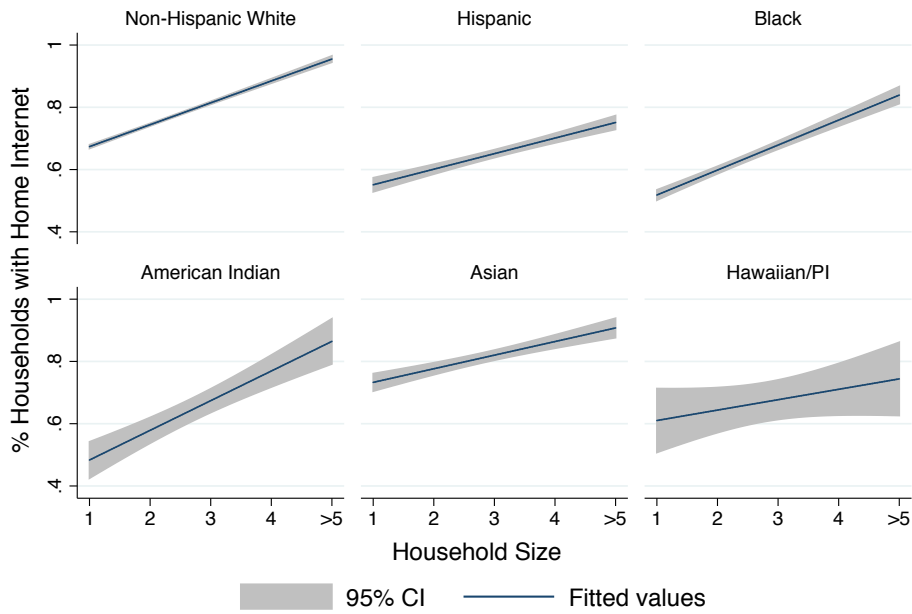 Non-Hispanic White
Hispanic
Black
% Households with Home Internet
1
.8
.6
.4
American Indian
Asian
Hawaiian/PI
1
.8
.6
.4
1 2 3 4 >5
1 2 3 4 >5
1 2 3 4 >5
Household Size
95% CI
Fitted values